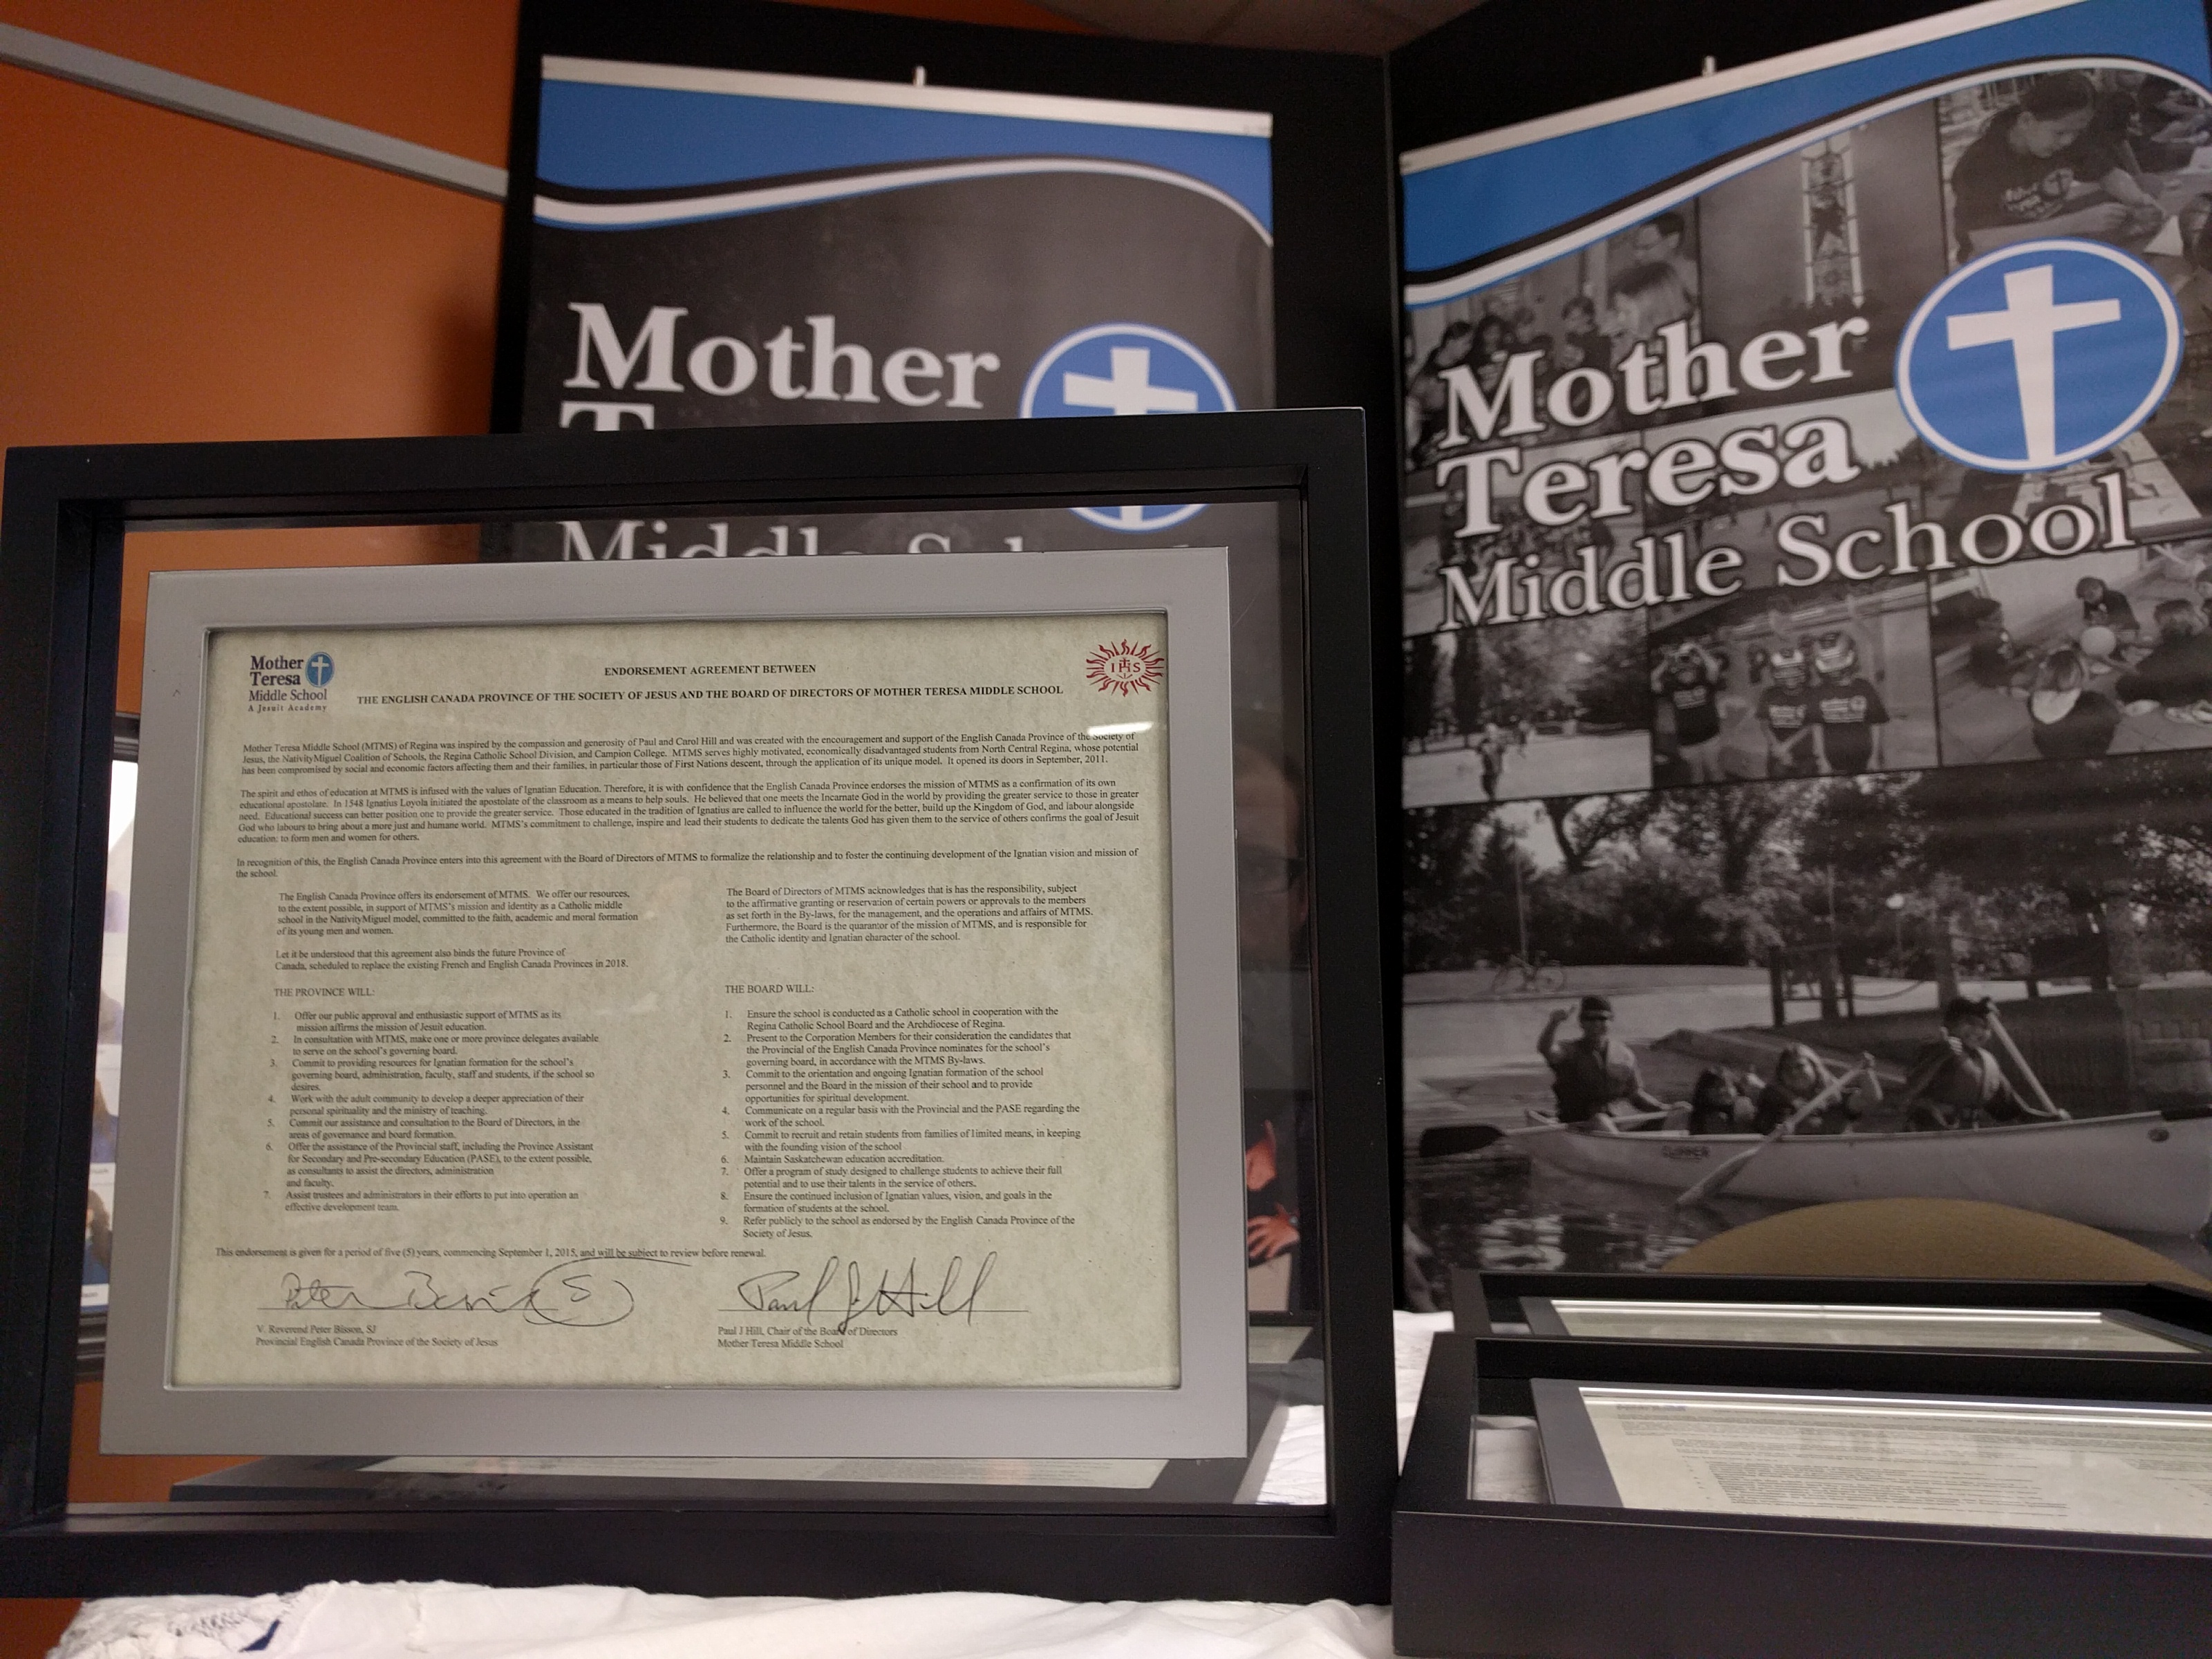 Mother
Middle School
Mother
Teresa
Middle School
Mother
Teresa
Middle School
A Jesuit Academy
IHS
ENDORSEMENT AGREEMENT BETWEEN
THE ENGLISH CANADA PROVINCE OF THE SOCIETY OF JESUS AND THE BOARD OF DIRECTORS OF MOTHER TERESA MIDDLE SCHOOL
Mother Teresa Middle School (MTMS) of Regina was inspired by the compassion and generosity of Paul and Carol Hill and was created with the encouragement and support of the English Canada Province of the Society of
Jesus, the NativityMiguel Coalition of Schools, the Regina Catholic School Division, and Campion College. MTMS serves highly motivated, economically disadvantaged students from North Central Regina, whose potential
has been compromised by social and economic factors affecting them and their families, in particular those of First Nations descent, through the application of its unique model. It opened its doors in September, 2011.
The spirit and ethos of education at MTMS is infused with the values of Ignatian Education. Therefore, it is with confidence that the English Canada Province endorses the mission of MTMS as a confirmation of its own
educational apostolate. In 1548 Ignatius Loyola initiated the apostolate of the classroom as a means to help souls. He believed that one meets the Incarnate God in the world by providing the greater service to those in greater
need. Educational success can better position one to provide the greater service. Those educated in the tradition of Ignatius are called to influence the world for the better, build up the Kingdom of God, and labour alongside
God who labours to bring about a more just and humane world. MTMS's commitment to challenge, inspire and lead their students to dedicate the talents God has given them to the service of others confirms the goal of Jesuit
education: to form men and women for others.
In recognition of this, the English Canada Province enters into this agreement with the Board of Directors of MTMS to formalize the relationship and to foster the continuing development of the Ignatian vision and mission of
the school.
The English Canada Province offers its endorsement of MTMS. We offer our resources,
to the extent possible, in support of MTMS's mission and identity as a Catholic middle
school in the NativityMiguel model, committed to the faith, academic and moral formation
of its young men and women.
Let it be understood that this agreement also binds the future Province of
Canada, scheduled to replace the existing French and English Canada Provinces in 2018.
THE PROVINCE WILL:
1. Offer our public approval and enthusiastic support of MTMS as its
mission affirms the mission of Jesuit education.
2. In consultation with MTMS, make one or more province delegates available
to serve on the school's governing board.
3. Commit to providing resources for Ignatian formation for the school's
governing board, administration, faculty, staff and students, if the school so
desires.
4. Work with the adult community to develop a deeper appreciation of their
personal spirituality and the ministry of teaching.
5. Commit our assistance and consultation to the Board of Directors, in the
areas of governance and board formation.
6. Offer the assistance of the Provincial staff, including the Province Assistant
for Secondary and Pre-secondary Education (PASE), to the extent possible,
as consultants to assist the directors, administration
and faculty.
7. Assist trustees and administrators in their efforts to put into operation an
effective development team.
The Board of Directors of MTMS acknowledges that is has the responsibility, subject
to the affirmative granting or reservation of certain powers or approvals to the members
as set forth in the By-laws, for the management, and the operations and affairs of MTMS.
Furthermore, the Board is the quarantor of the mission of MTMS, and is responsible for
the Catholic identity and Ignatian character of the school.
THE BOARD WILL:
1. Ensure the school is conducted as a Catholic school in cooperation with the
Regina Catholic School Board and the Archdiocese of Regina.
2. Present to the Corporation Members for their consideration the candidates that
the Provincial of the English Canada Province nominates for the school's
governing board, in accordance with the MTMS By-laws.
3. Commit to the orientation and ongoing Ignatian formation of the school
personnel and the Board in the mission of their school and to provide
opportunities for spiritual development.
4. Communicate on a regular basis with the Provincial and the PASE regarding the
work of the school.
5. Commit to recruit and retain students from families of limited means, in keeping
with the founding vision of the school
6. Maintain Saskatchewan education accreditation.
7. Offer a program of study designed to challenge students to achieve their full
potential and to use their talents in the service of others.
8. Ensure the continued inclusion of Ignatian values, vision, and goals in the
formation of students at the school.
9. Refer publicly to the school as endorsed by the English Canada Province of the
Society of Jesus.
This endorsement is given for a period of five (5) years, commencing September 1, 2015, and will be subject to review before renewal.
Peter Bisson SJ
Paul J Hill
V. Reverend Peter Bisson, SJ
Provincial English Canada Province of the Society of Jesus
Paul J Hill, Chair of the Board of Directors
Mother Teresa Middle School
CLIPPER